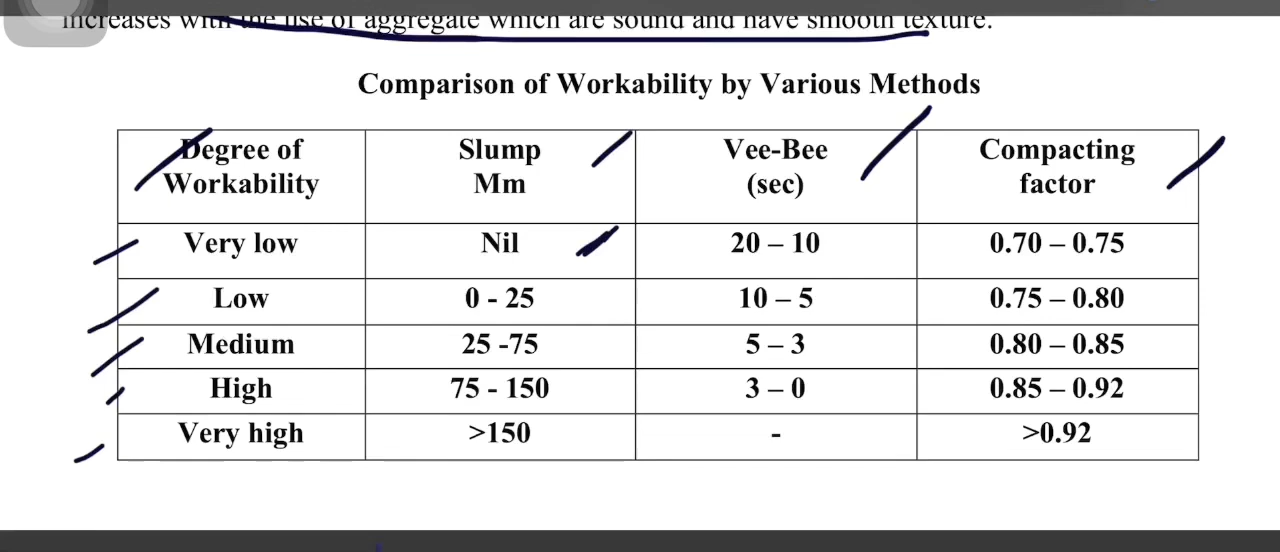 increases with the use of aggregate which are sound and have smooth texture.
Comparison of Workability by Various Methods
Degree of Workability Slump Mm Vee-Bee (sec) Compacting factor
Very low Nil 20 – 10 0.70 – 0.75
Low 0 - 25 10 – 5 0.75 – 0.80
Medium 25 -75 5 – 3 0.80 – 0.85
High 75 - 150 3 – 0 0.85 – 0.92
Very high >150 - >0.92